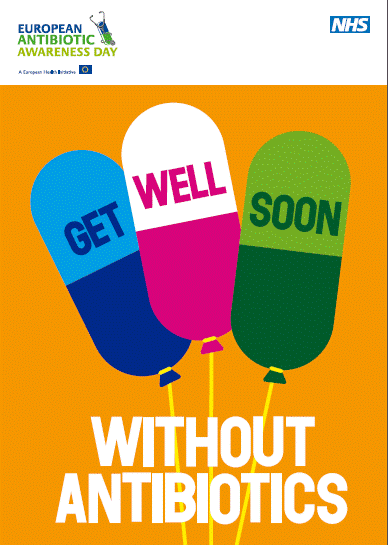 EUROPEAN
ANTIBIOTIC
AWARENESS DAY
A European Health Initiative
NHS
GET
WELL
SOON
WITHOUT
ANTIBIOTICS